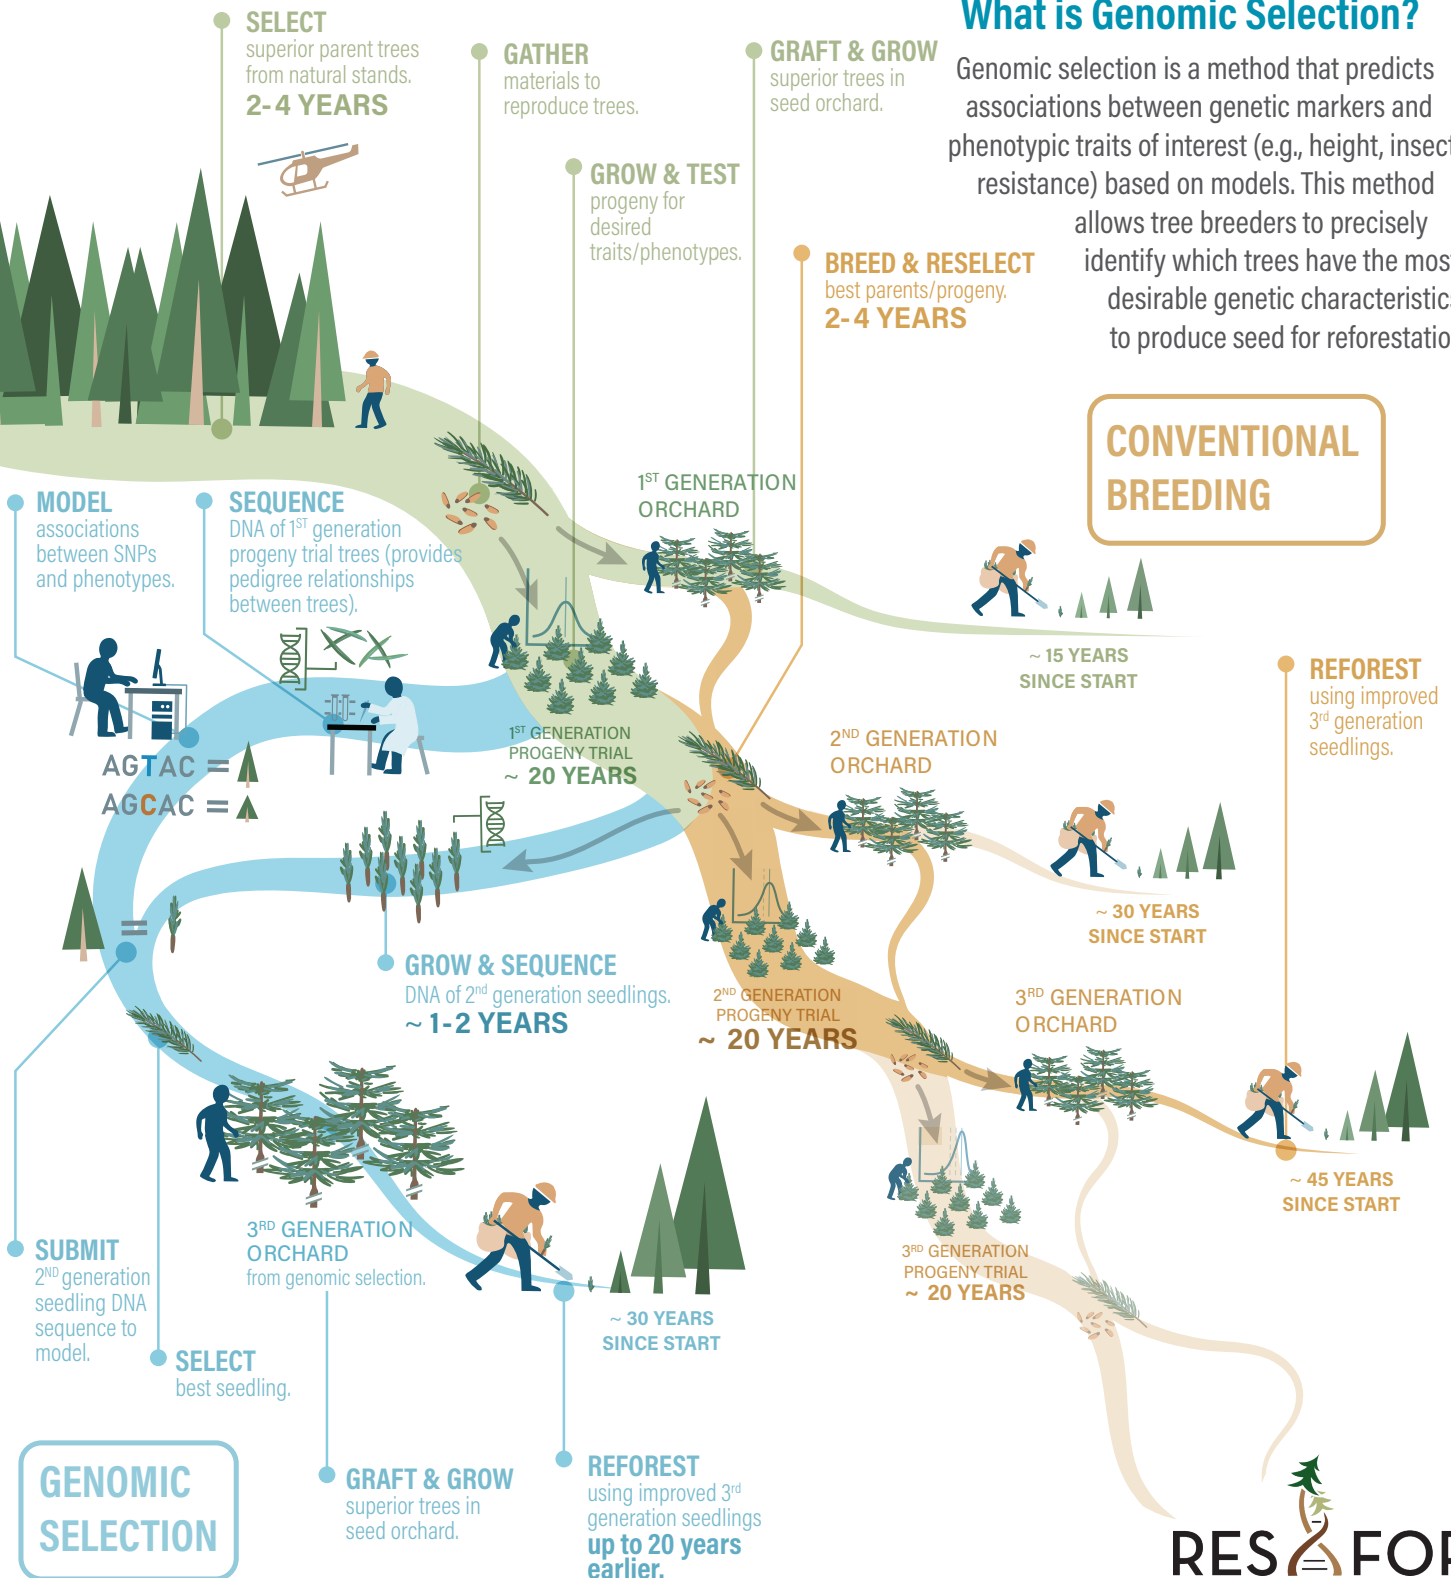 SELECT
superior parent trees
from natural stands.
2-4 YEARS
GATHER
materials to
reproduce trees.
GRAFT & GROW
superior trees in
seed orchard.
GROW & TEST
progeny for
desired
traits/phenotypes.
BREED & RESELECT
best parents/progeny.
2-4 YEARS
What is Genomic Selection?
Genomic selection is a method that predicts
associations between genetic markers and
phenotypic traits of interest (e.g., height, insect
resistance) based on models. This method
allows tree breeders to precisely
identify which trees have the mos
desirable genetic characteristic
to produce seed for reforestatio
CONVENTIONAL
BREEDING
MODEL
associations
between SNPs
and phenotypes.
SEQUENCE
DNA of 1ST generation
progeny trial trees (provides
pedigree relationships
between trees).
1ST GENERATION
ORCHARD
~ 15 YEARS
SINCE START
REFOREST
using improved
3rd generation
seedlings.
1ST GENERATION
PROGENY TRIAL
~ 20 YEARS
AGTAC =
AGCAC =
2ND GENERATION
ORCHARD
~ 30 YEARS
SINCE START
=
GROW & SEQUENCE
DNA of 2nd generation seedlings.
~ 1-2 YEARS
2ND GENERATION
PROGENY TRIAL
~ 20 YEARS
3RD GENERATION
ORCHARD
~ 45 YEARS
SINCE START
3RD GENERATION
PROGENY TRIAL
~ 20 YEARS
SUBMIT
2ND generation
seedling DNA
sequence to
model.
SELECT
best seedling.
3RD GENERATION
ORCHARD
from genomic selection.
~ 30 YEARS
SINCE START
GENOMIC
SELECTION
GRAFT & GROW
superior trees in
seed orchard.
REFOREST
using improved 3rd
generation seedlings
up to 20 years
earlier.
RES FOR